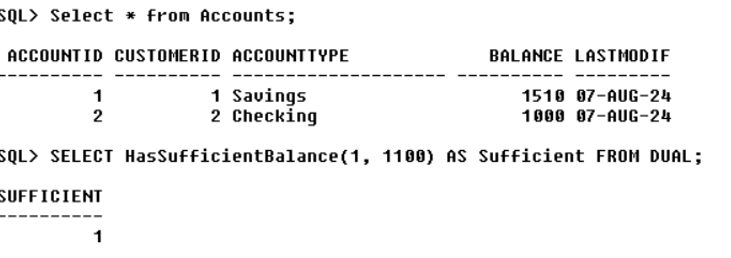 SQL> Select * from Accounts;
ACCOUNTID CUSTOMERID ACCOUNTTYPE BALANCE LASTMODIF
---------- ---------- -------------------- ---------- ---------
1 1 Savings 1510 07-AUG-24
2 2 Checking 1000 07-AUG-24
SQL> SELECT HasSufficientBalance(1, 1100) AS Sufficient FROM DUAL;
SUFFICIENT
----------
1